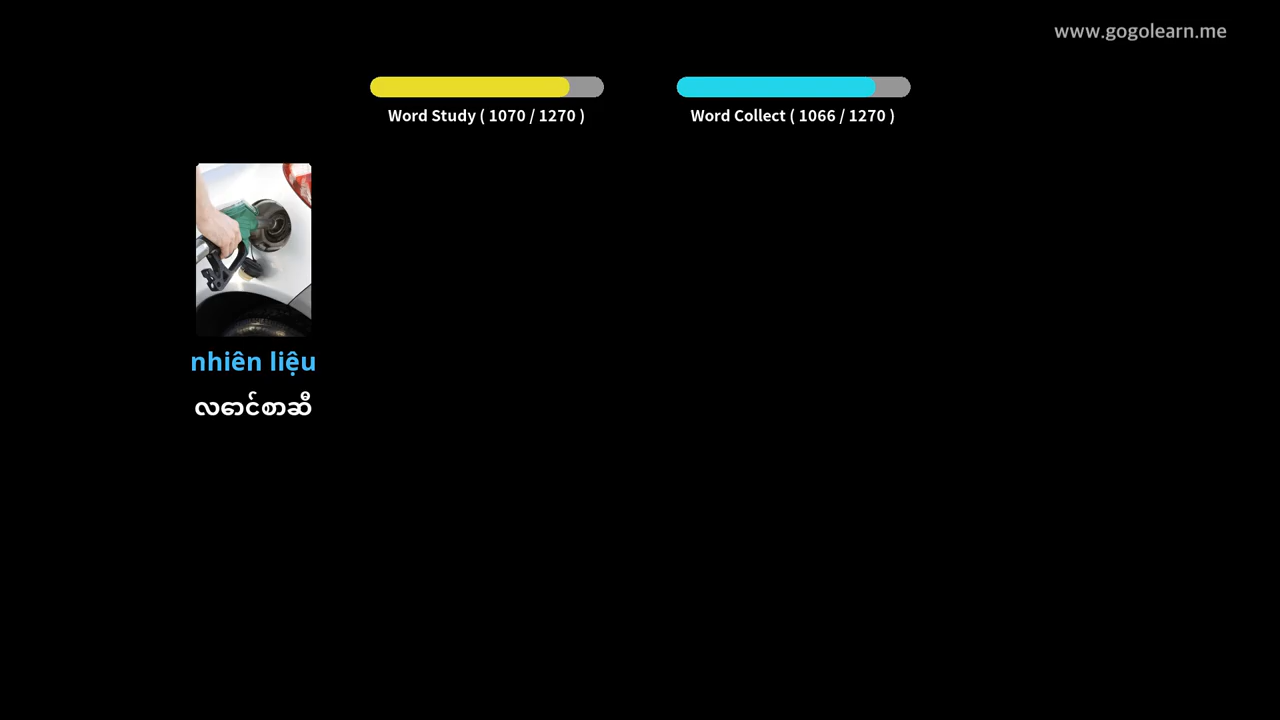 www.gogolearn.me
Word Study ( 1070 / 1270 )
Word Collect ( 1066 / 1270 )
nhiên liệu
လောင်စာဆီ